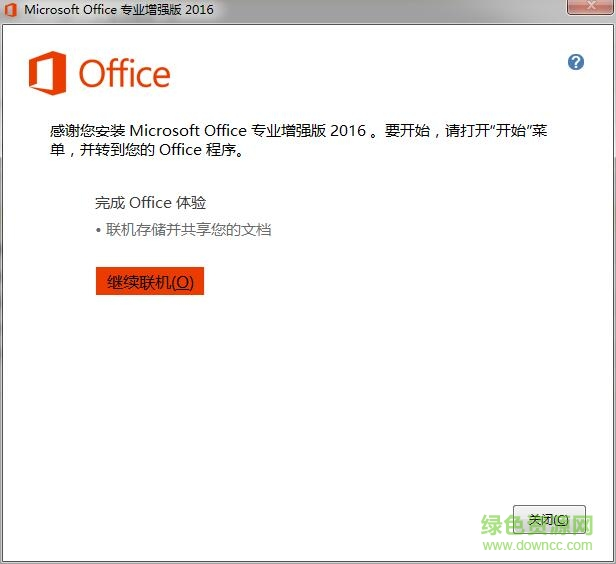 Microsoft Office 专业增强版 2016
Office
?
感谢您安装 Microsoft Office 专业增强版 2016 。要开始，请打开“开始”菜
单，并转到您的 Office 程序。
完成 Office 体验
• 联机存储并共享您的文档
继续联机(O)
关闭(C)
绿色资源网
www.downcc.com